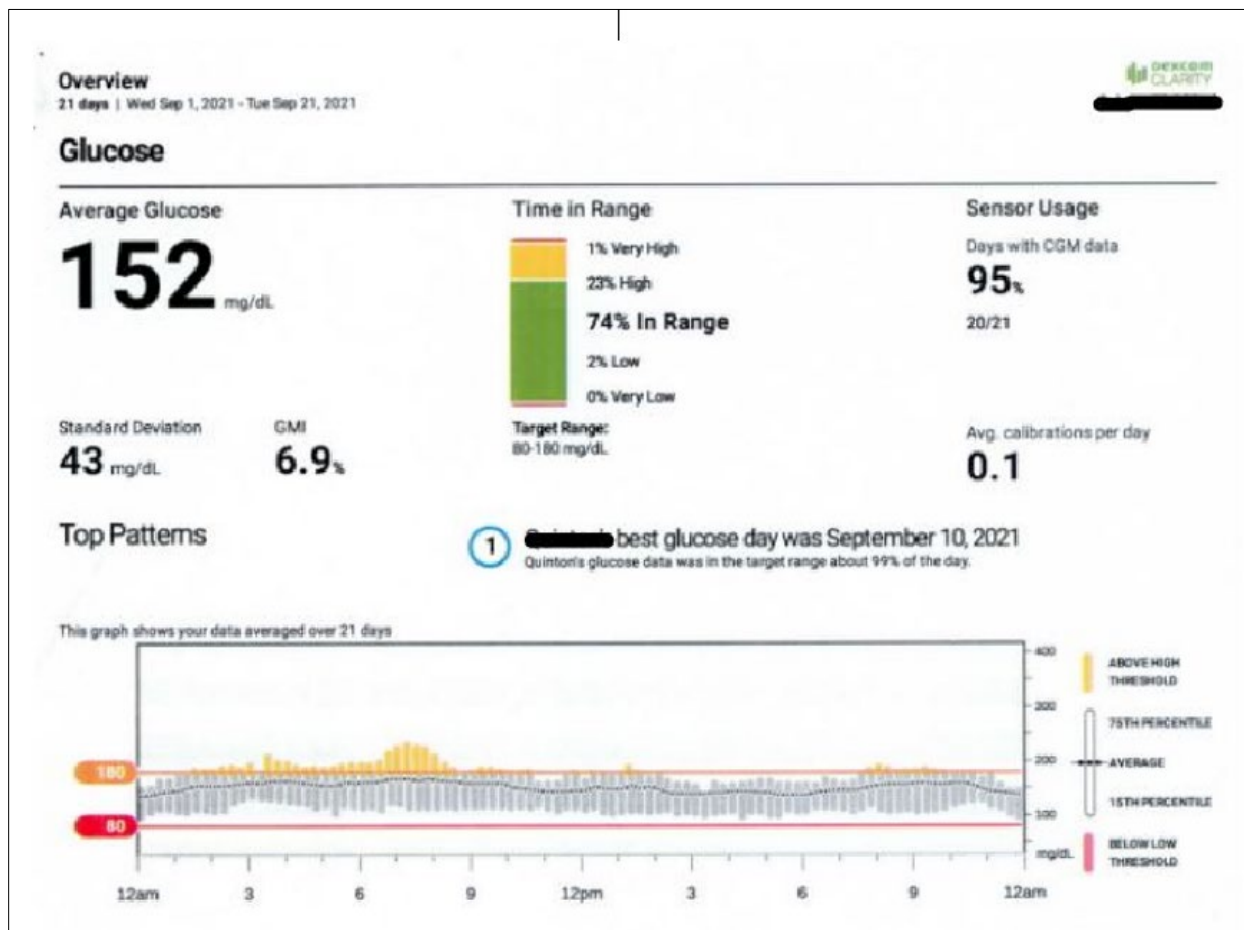 Overview
21 days | Wed Sep 1, 2021 - Tue Sep 21, 2021
DEXCOM
CLARITY
Glucose
Average Glucose
152 mg/dL
Standard Deviation
43 mg/dL
GMI
6.9%
Time in Range
1% Very High
23% High
74% In Range
2% Low
0% Very Low
Target Range:
80-180 mg/dL
Sensor Usage
Days with CGM data
95%
20/21
Avg. calibrations per day
0.1
Top Patterns
1
best glucose day was September 10, 2021
Quinton's glucose data was in the target range about 99% of the day.
This graph shows your data averaged over 21 days
400
300
200
100
mg/dL
180
80
12am 3 6 9 12pm 3 6 9 12am
ABOVE HIGH
THRESHOLD
75TH PERCENTILE
AVERAGE
15TH PERCENTILE
BELOW LOW
THRESHOLD